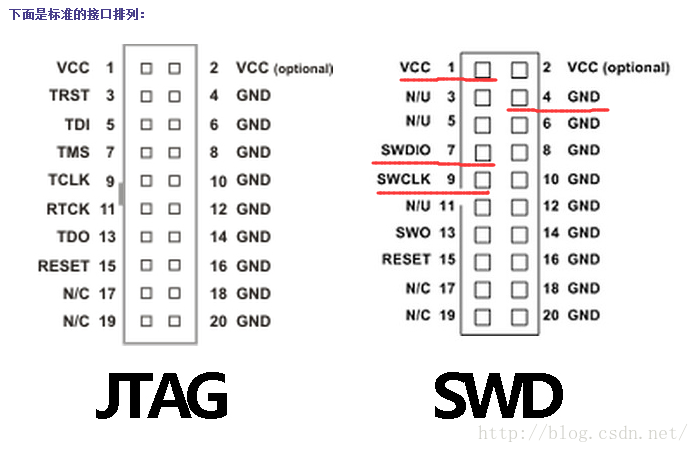 下面是标准的接口排列：
VCC 1 2 VCC (optional)
TRST 3 4 GND
TDI 5 6 GND
TMS 7 8 GND
TCLK 9 10 GND
RTCK 11 12 GND
TDO 13 14 GND
RESET 15 16 GND
N/C 17 18 GND
N/C 19 20 GND
JTAG
VCC 1 2 VCC (optional)
N/U 3 4 GND
N/U 5 6 GND
SWDIO 7 8 GND
SWCLK 9 10 GND
N/U 11 12 GND
SWO 13 14 GND
RESET 15 16 GND
N/C 17 18 GND
N/C 19 20 GND
SWD
http://blog.csdn.net/